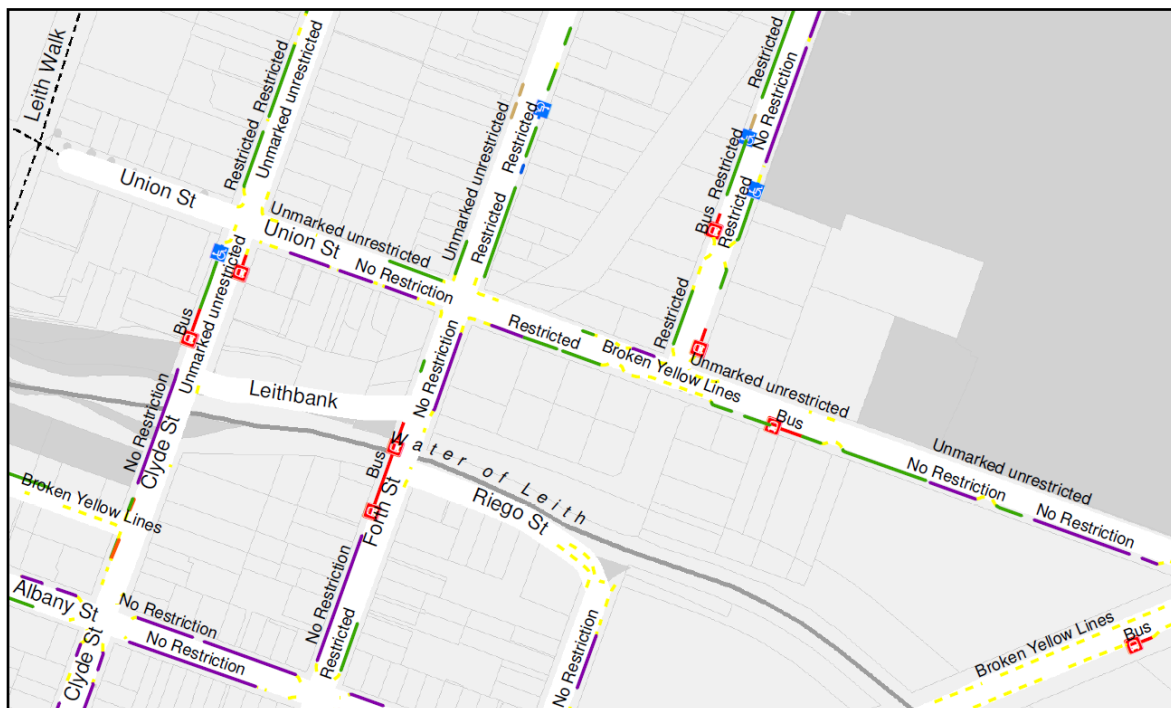 Leith Walk
Restricted
Restricted
Unmarked unrestricted
Restricted
No Restriction
Restricted
Unmarked unrestricted
Restricted
Restricted
Union St
Unmarked unrestricted
Union St
Restricted
Bus
Restricted
No Restriction
Unmarked unrestricted
Bus
Restricted
Restricted
Broken Yellow Lines
Unmarked unrestricted
Leithbank
No Restriction
No Restriction
Clyde St
Bus
Water of Leith
Bus
Unmarked unrestricted
No Restriction
No Restriction
Broken Yellow Lines
Forth St
Riego St
Albany St
No Restriction
No Restriction
No Restriction
Restricted
Clyde St
No Restriction
Broken Yellow Lines
Bus